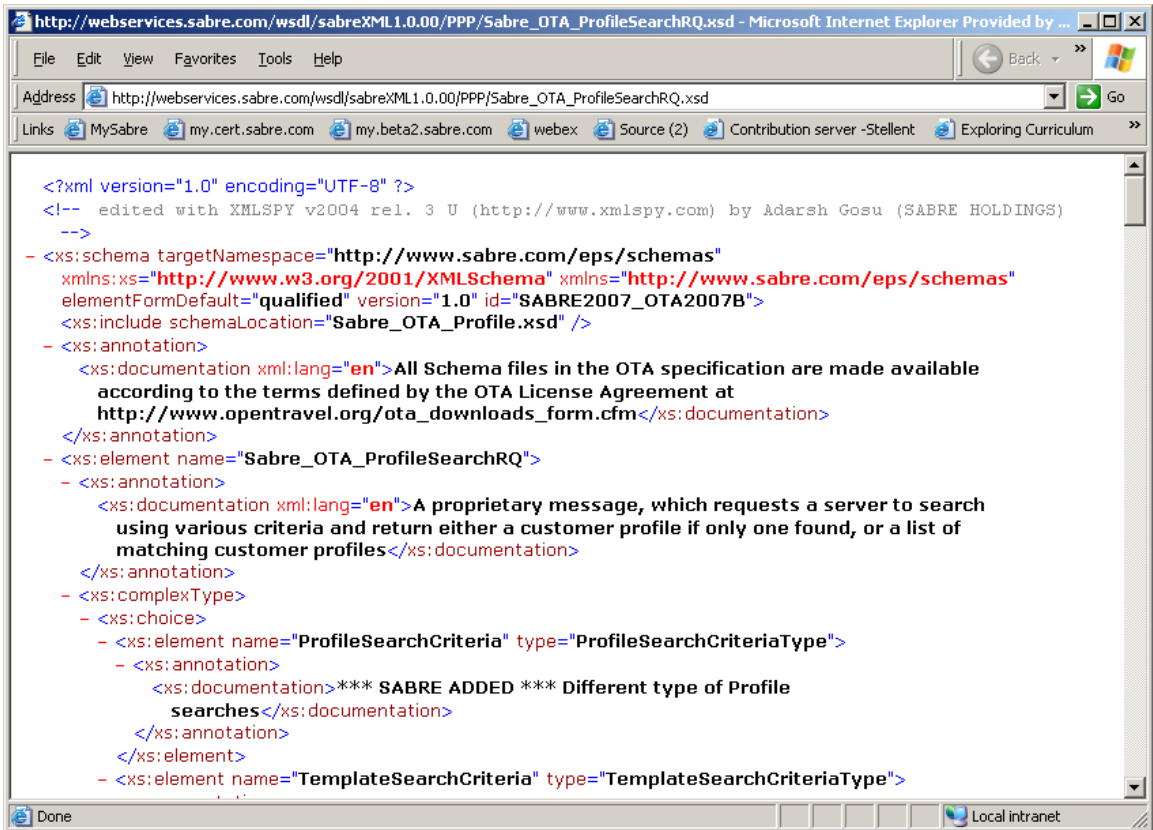 http://webservices.sabre.com/wsdl/sabreXML1.0.00/PPP/Sabre_OTA_ProfileSearchRQ.xsd - Microsoft Internet Explorer Provided by ...
File Edit View Favorites Tools Help
Back »
Address http://webservices.sabre.com/wsdl/sabreXML1.0.00/PPP/Sabre_OTA_ProfileSearchRQ.xsd Go
Links MySabre my.cert.sabre.com my.beta2.sabre.com webex Source (2) Contribution server -Stellent Exploring Curriculum »
<?xml version="1.0" encoding="UTF-8" ?>
<!-- edited with XMLSPY v2004 rel. 3 U (http://www.xmlspy.com) by Adarsh Gosu (SABRE HOLDINGS)
-->
- <xs:schema targetNamespace="http://www.sabre.com/eps/schemas"
xmlns:xs="http://www.w3.org/2001/XMLSchema" xmlns="http://www.sabre.com/eps/schemas"
elementFormDefault="qualified" version="1.0" id="SABRE2007_OTA2007B">
<xs:include schemaLocation="Sabre_OTA_Profile.xsd" />
- <xs:annotation>
<xs:documentation xml:lang="en">All Schema files in the OTA specification are made available
according to the terms defined by the OTA License Agreement at
http://www.opentravel.org/ota_downloads_form.cfm</xs:documentation>
</xs:annotation>
- <xs:element name="Sabre_OTA_ProfileSearchRQ">
- <xs:annotation>
<xs:documentation xml:lang="en">A proprietary message, which requests a server to search
using various criteria and return either a customer profile if only one found, or a list of
matching customer profiles</xs:documentation>
</xs:annotation>
- <xs:complexType>
- <xs:choice>
- <xs:element name="ProfileSearchCriteria" type="ProfileSearchCriteriaType">
- <xs:annotation>
<xs:documentation>*** SABRE ADDED *** Different type of Profile
searches</xs:documentation>
</xs:annotation>
</xs:element>
- <xs:element name="TemplateSearchCriteria" type="TemplateSearchCriteriaType">
Done Local intranet